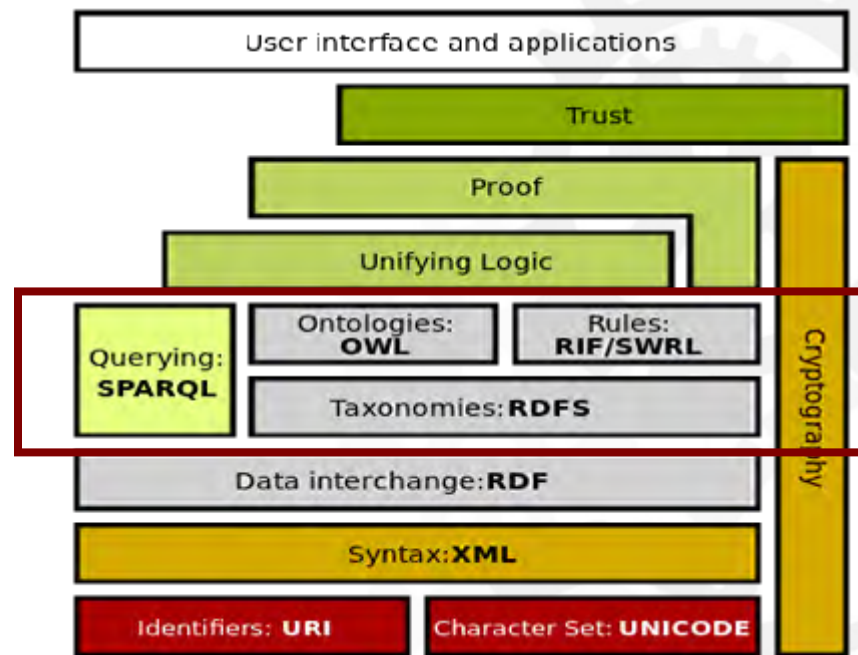 User interface and applications
Trust
Proof
Unifying Logic
Querying:
SPARQL
Ontologies:
OWL
Rules:
RIF/SWRL
Taxonomies:RDFS
Cryptography
Data interchange:RDF
Syntax:XML
Identifiers: URI
Character Set: UNICODE